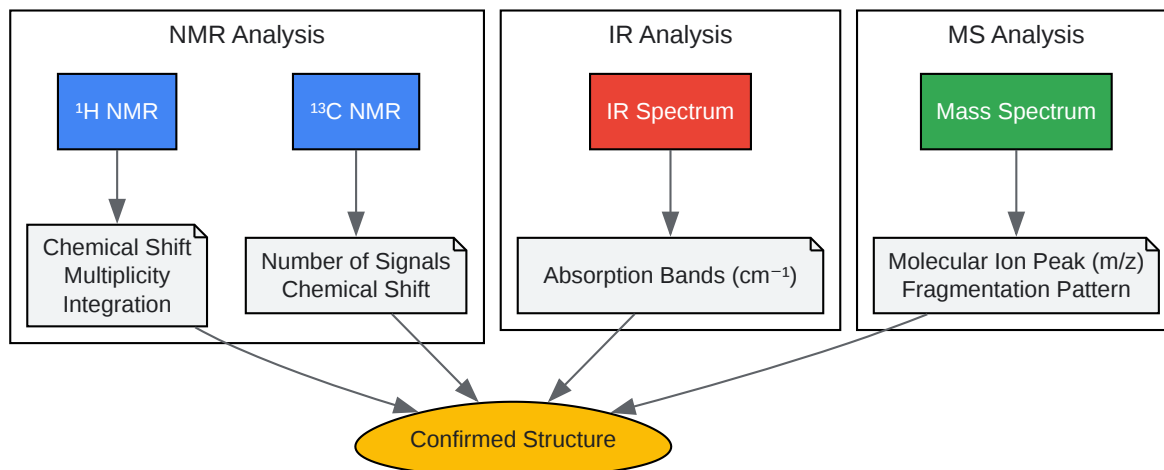 NMR Analysis
IR Analysis
MS Analysis
¹H NMR
¹³C NMR
IR Spectrum
Mass Spectrum
Chemical Shift
Multiplicity
Integration
Number of Signals
Chemical Shift
Absorption Bands (cm⁻¹)
Molecular Ion Peak (m/z)
Fragmentation Pattern
Confirmed Structure